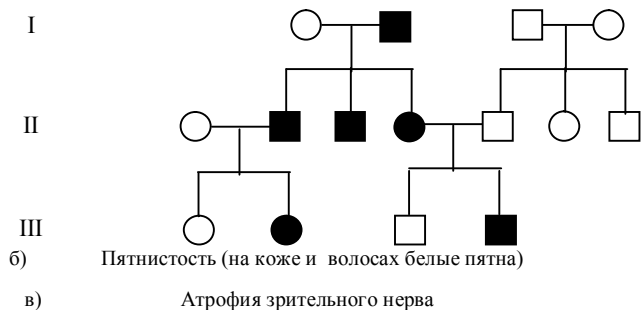 I
II
III
б) Пятнистость (на коже и волосах белые пятна)
в) Атрофия зрительного нерва